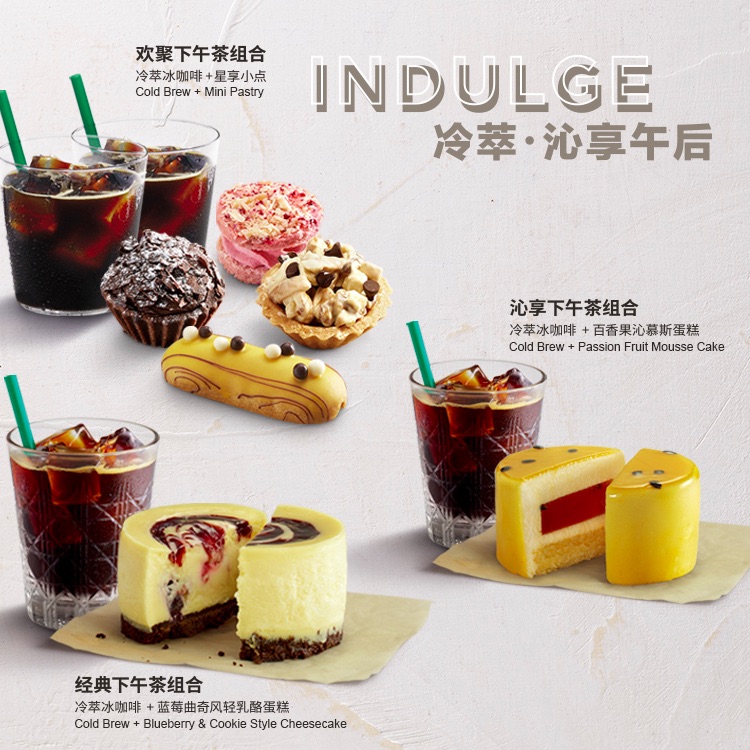 欢聚下午茶组合
冷萃冰咖啡+星享小点
Cold Brew + Mini Pastry
INDULGE
冷萃·沁享午后
沁享下午茶组合
冷萃冰咖啡 + 百香果沁慕斯蛋糕
Cold Brew + Passion Fruit Mousse Cake
经典下午茶组合
冷萃冰咖啡 + 蓝莓曲奇风轻乳酪蛋糕
Cold Brew + Blueberry & Cookie Style Cheesecake